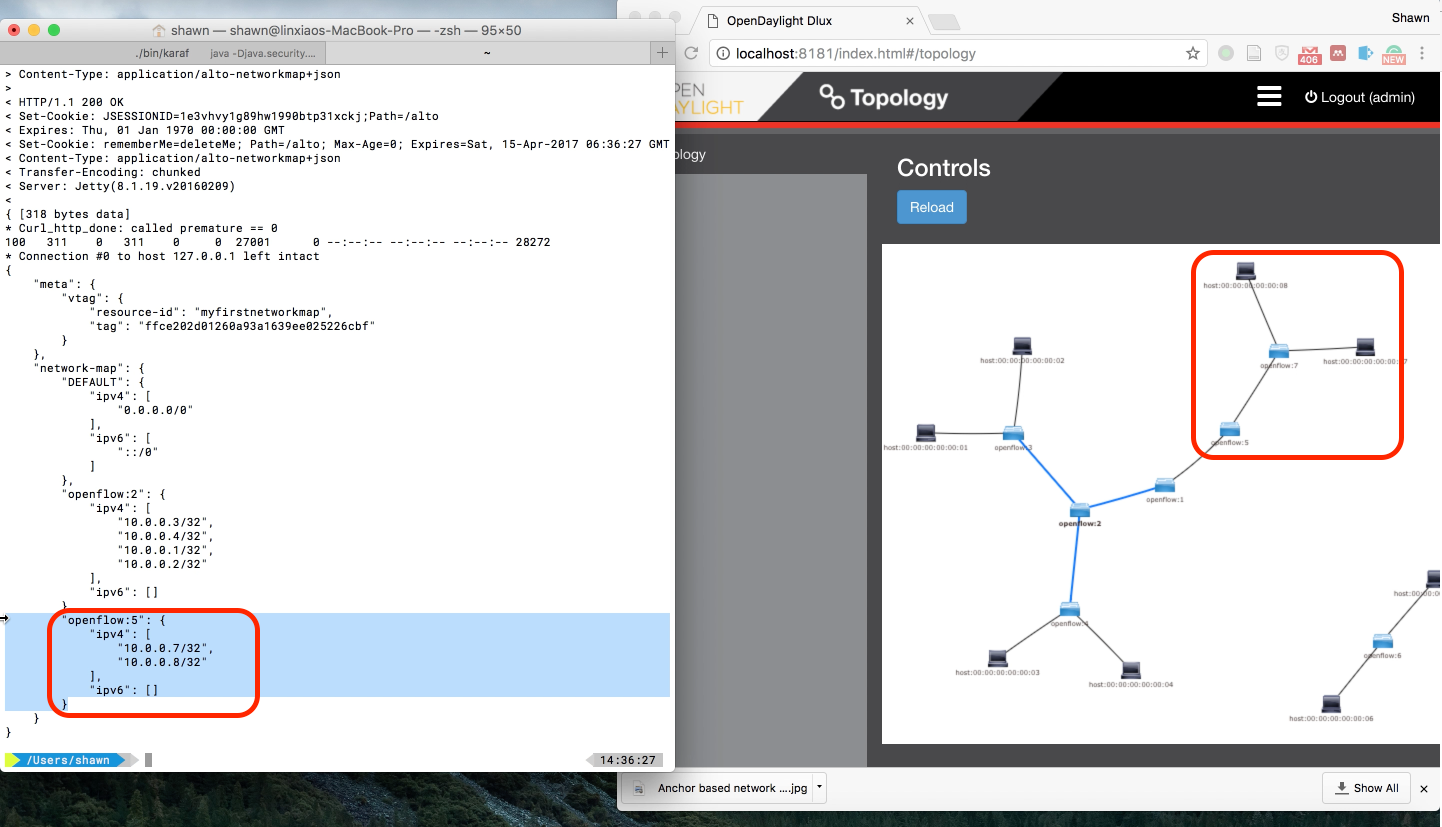 shawn — shawn@linxiaos-MacBook-Pro — -zsh — 95×50
./bin/karaf java -Djava.security....
~
> Content-Type: application/alto-networkmap+json
>
< HTTP/1.1 200 OK
< Set-Cookie: JSESSIONID=1e3vhvy1g89hw1990btp31xckj;Path=/alto
< Expires: Thu, 01 Jan 1970 00:00:00 GMT
< Set-Cookie: rememberMe=deleteMe; Path=/alto; Max-Age=0; Expires=Sat, 15-Apr-2017 06:36:27 GMT
< Content-Type: application/alto-networkmap+json
< Transfer-Encoding: chunked
< Server: Jetty(8.1.19.v20160209)
<
{ [318 bytes data]
* Curl_http_done: called premature == 0
100   311    0   311    0     0  27001      0 --:--:-- --:--:-- --:--:-- 28272
* Connection #0 to host 127.0.0.1 left intact
{
    "meta": {
        "vtag": {
            "resource-id": "myfirstnetworkmap",
            "tag": "ffce202d01260a93a1639ee025226cbf"
        }
    },
    "network-map": {
        "DEFAULT": {
            "ipv4": [
                "0.0.0.0/0"
            ],
            "ipv6": [
                "::/0"
            ]
        },
        "openflow:2": {
            "ipv4": [
                "10.0.0.3/32",
                "10.0.0.4/32",
                "10.0.0.1/32",
                "10.0.0.2/32"
            ],
            "ipv6": []
        },
        "openflow:5": {
            "ipv4": [
                "10.0.0.7/32",
                "10.0.0.8/32"
            ],
            "ipv6": []
        }
    }
}
/Users/shawn
14:36:27
OpenDaylight Dlux
Shawn
localhost:8181/index.html#/topology
406
NEW
PEN
AYLIGHT
Topology
Logout (admin)
ology
Controls
Reload
host:00:00:00:00:00:08
host:00:00:00:00:00:02
openflow:7
host:00:00:00:00:00:07
host:00:00:00:00:00:01
openflow:3
openflow:5
openflow:1
openflow:2
host:00:00:00:00
openflow:4
openflow:6
host:00:00:00:00:00:03
host:00:00:00:00:00:04
host:00:00:00:00:00:06
Anchor based network ....jpg
Show All